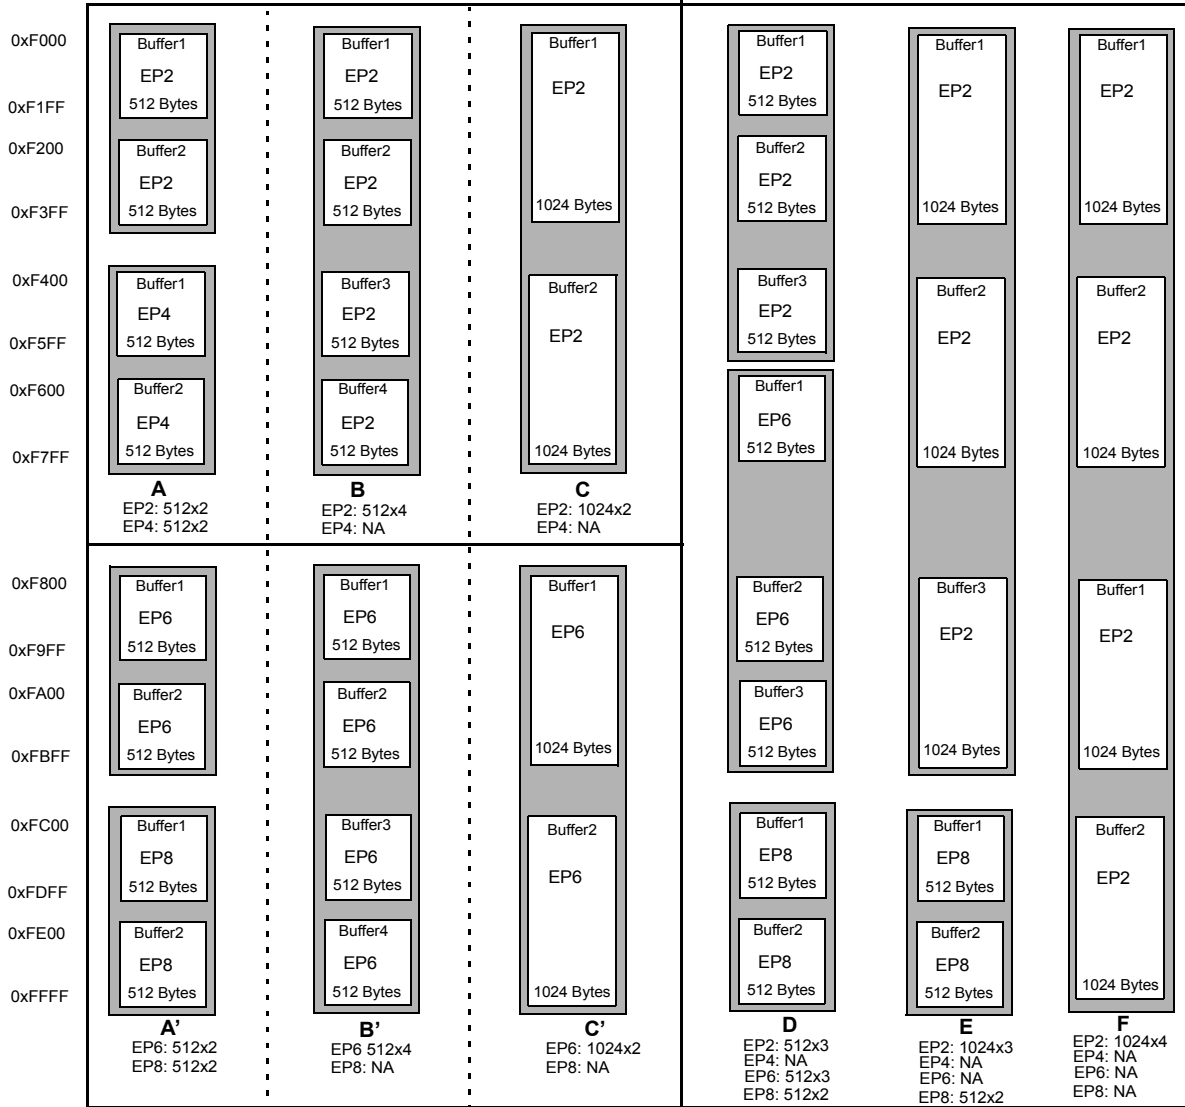 0xF000
0xF1FF
0xF200
0xF3FF
0xF400
0xF5FF
0xF600
0xF7FF
0xF800
0xF9FF
0xFA00
0xFBFF
0xFC00
0xFDFF
0xFE00
0xFFFF
Buffer1
EP2
512 Bytes
Buffer2
EP2
512 Bytes
Buffer1
EP4
512 Bytes
Buffer2
EP4
512 Bytes
A
EP2: 512x2
EP4: 512x2
Buffer1
EP2
512 Bytes
Buffer2
EP2
512 Bytes
Buffer3
EP2
512 Bytes
Buffer4
EP2
512 Bytes
B
EP2: 512x4
EP4: NA
Buffer1
EP2
1024 Bytes
Buffer2
EP2
1024 Bytes
C
EP2: 1024x2
EP4: NA
Buffer1
EP6
512 Bytes
Buffer2
EP6
512 Bytes
Buffer1
EP8
512 Bytes
Buffer2
EP8
512 Bytes
A’
EP6: 512x2
EP8: 512x2
Buffer1
EP6
512 Bytes
Buffer2
EP6
512 Bytes
Buffer3
EP6
512 Bytes
Buffer4
EP6
512 Bytes
B’
EP6 512x4
EP8: NA
Buffer1
EP6
1024 Bytes
Buffer2
EP6
1024 Bytes
C’
EP6: 1024x2
EP8: NA
Buffer1
EP2
512 Bytes
Buffer2
EP2
512 Bytes
Buffer3
EP2
512 Bytes
Buffer1
EP6
512 Bytes
Buffer2
EP6
512 Bytes
Buffer3
EP6
512 Bytes
Buffer1
EP8
512 Bytes
Buffer2
EP8
512 Bytes
D
EP2: 512x3
EP4: NA
EP6: 512x3
EP8: 512x2
Buffer1
EP2
1024 Bytes
Buffer2
EP2
1024 Bytes
Buffer3
EP2
1024 Bytes
Buffer1
EP8
512 Bytes
Buffer2
EP8
512 Bytes
E
EP2: 1024x3
EP4: NA
EP6: NA
EP8: 512x2
Buffer1
EP2
1024 Bytes
Buffer2
EP2
1024 Bytes
Buffer1
EP2
1024 Bytes
Buffer2
EP2
1024 Bytes
F
EP2: 1024x4
EP4: NA
EP6: NA
EP8: NA